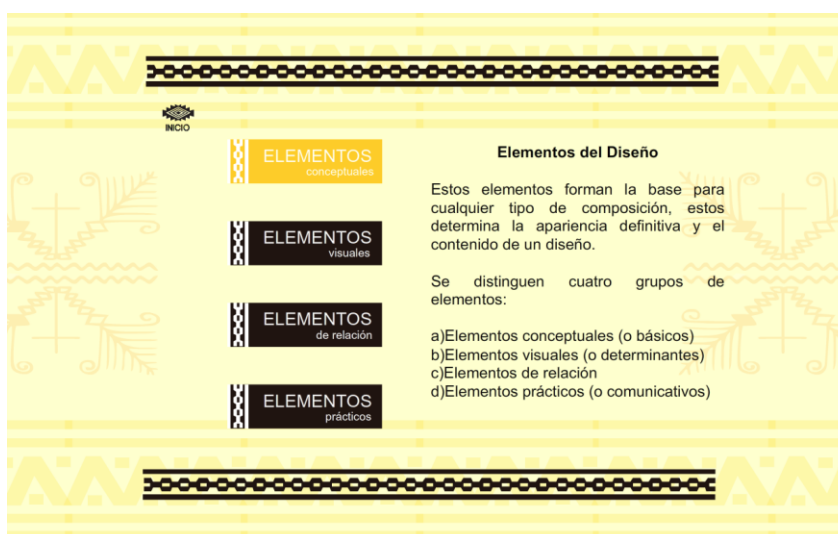 INICIO
ELEMENTOS
conceptuales
ELEMENTOS
visuales
ELEMENTOS
de relación
ELEMENTOS
prácticos
Elementos del Diseño
Estos elementos forman la base para
cualquier tipo de composición, estos
determina la apariencia definitiva y el
contenido de un diseño.
Se distinguen cuatro grupos de
elementos:
a)Elementos conceptuales (o básicos)
b)Elementos visuales (o determinantes)
c)Elementos de relación
d)Elementos prácticos (o comunicativos)